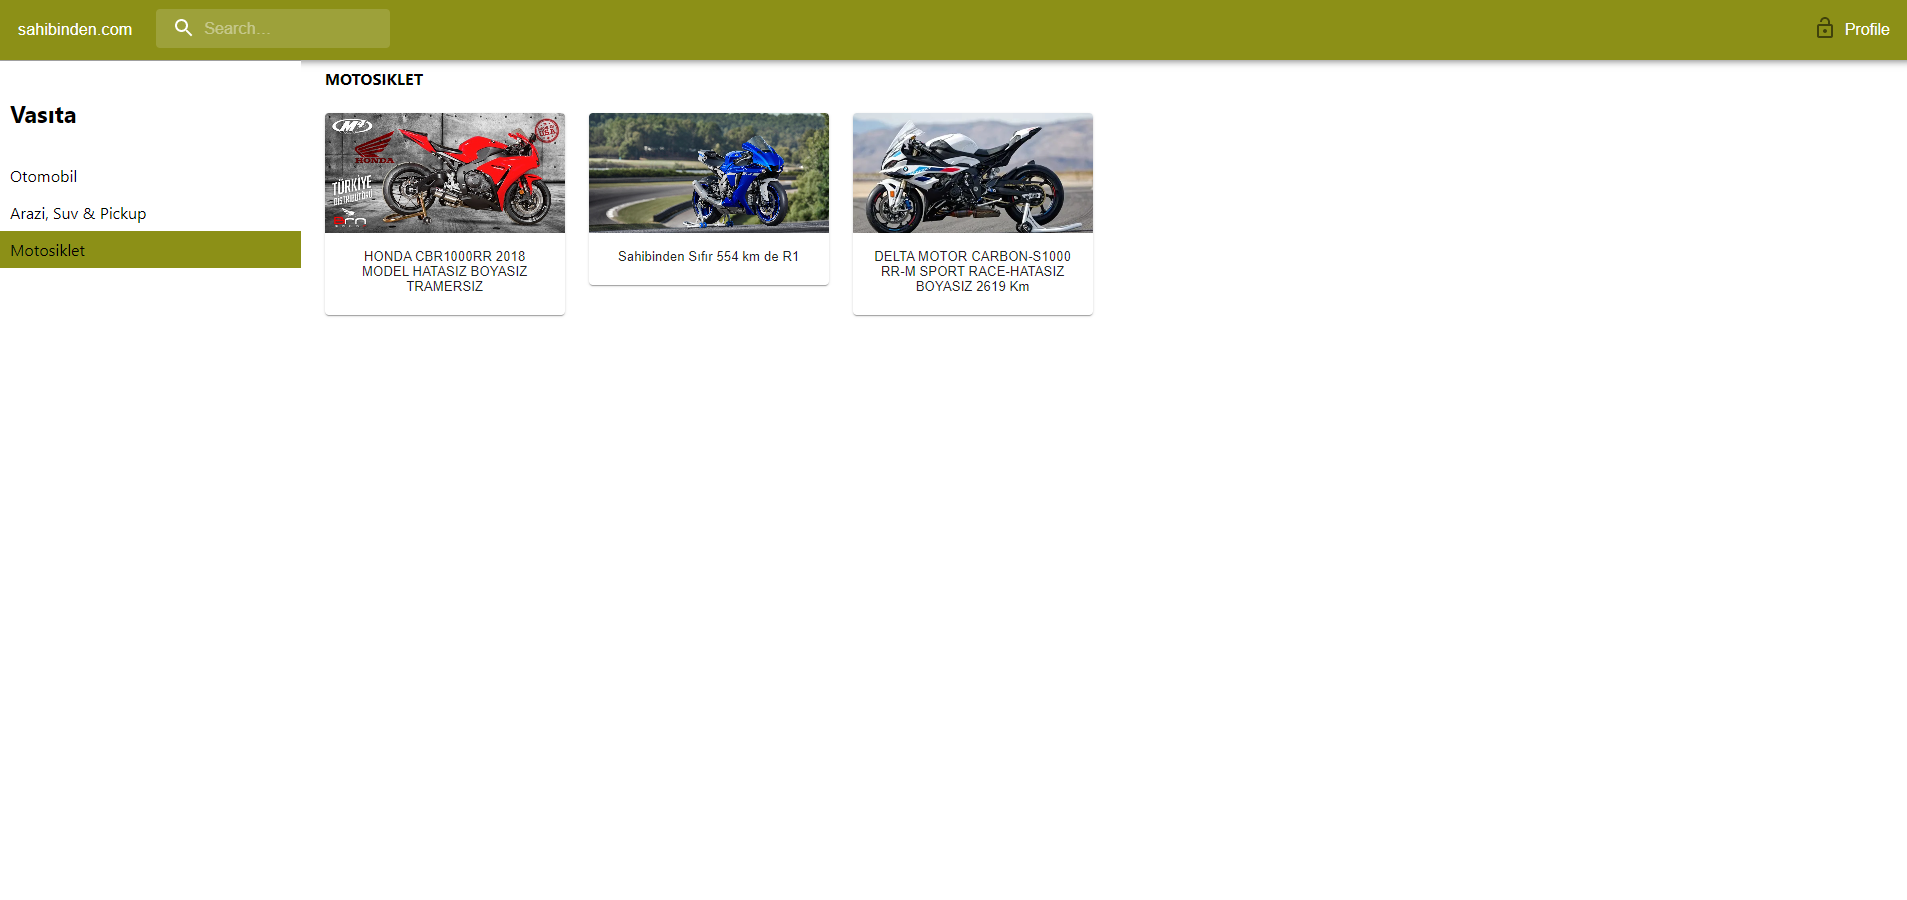 sahibinden.com
Search...
Profile
Vasıta
Otomobil
Arazi, Suv & Pickup
Motosiklet
MOTOSIKLET
HONDA
TÜRKİYE
DISTRIBÜTÖRÜ
USA
HONDA CBR1000RR 2018
MODEL HATASIZ BOYASIZ
TRAMERSIZ
Sahibinden Sıfır 554 km de R1
DELTA MOTOR CARBON-S1000
RR-M SPORT RACE-HATASIZ
BOYASIZ 2619 Km